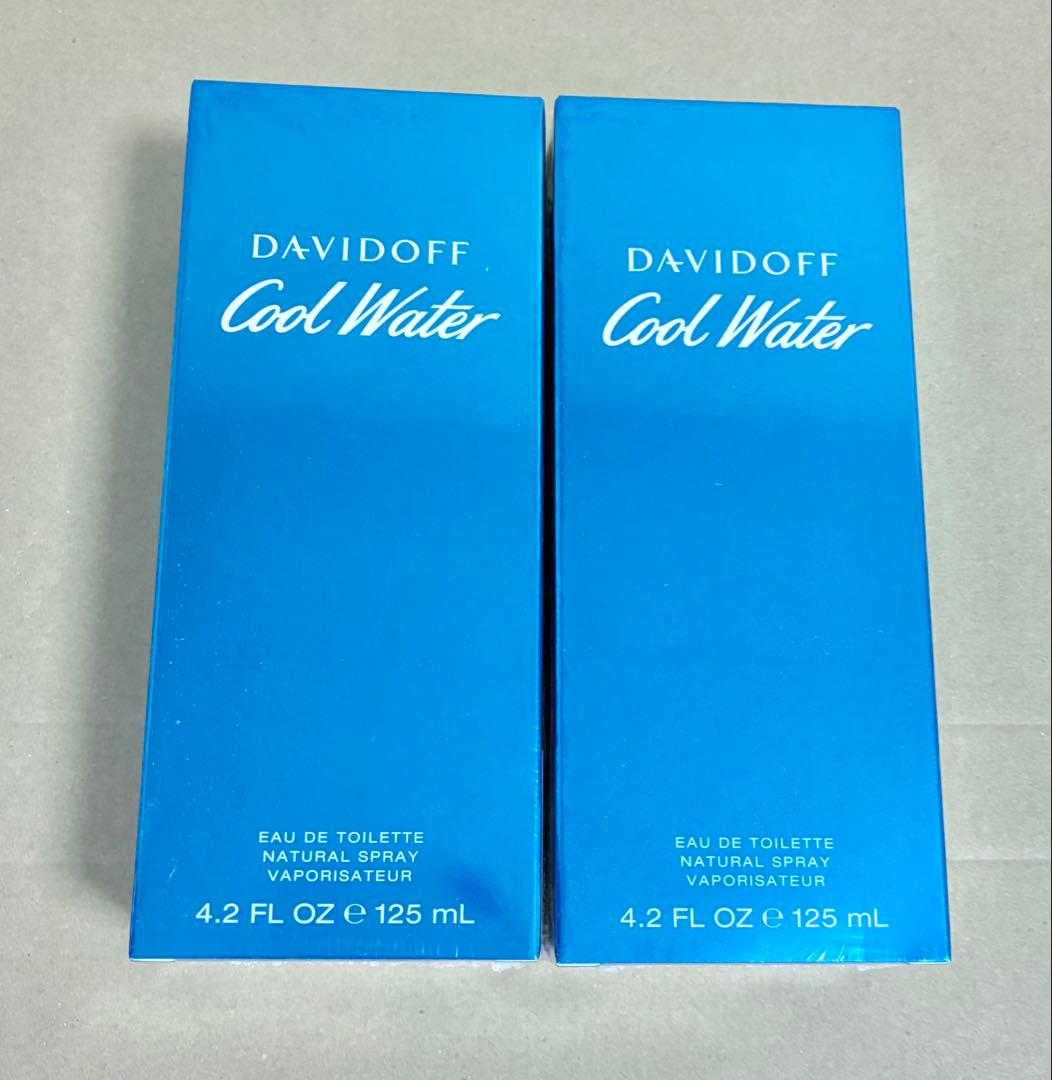 DAVIDOFF
Cool Water
EAU DE TOILETTE
NATURAL SPRAY
VAPORISATEUR
4.2 FL OZ ℮ 125 mL
DAVIDOFF
Cool Water
EAU DE TOILETTE
NATURAL SPRAY
VAPORISATEUR
4.2 FL OZ ℮ 125 mL